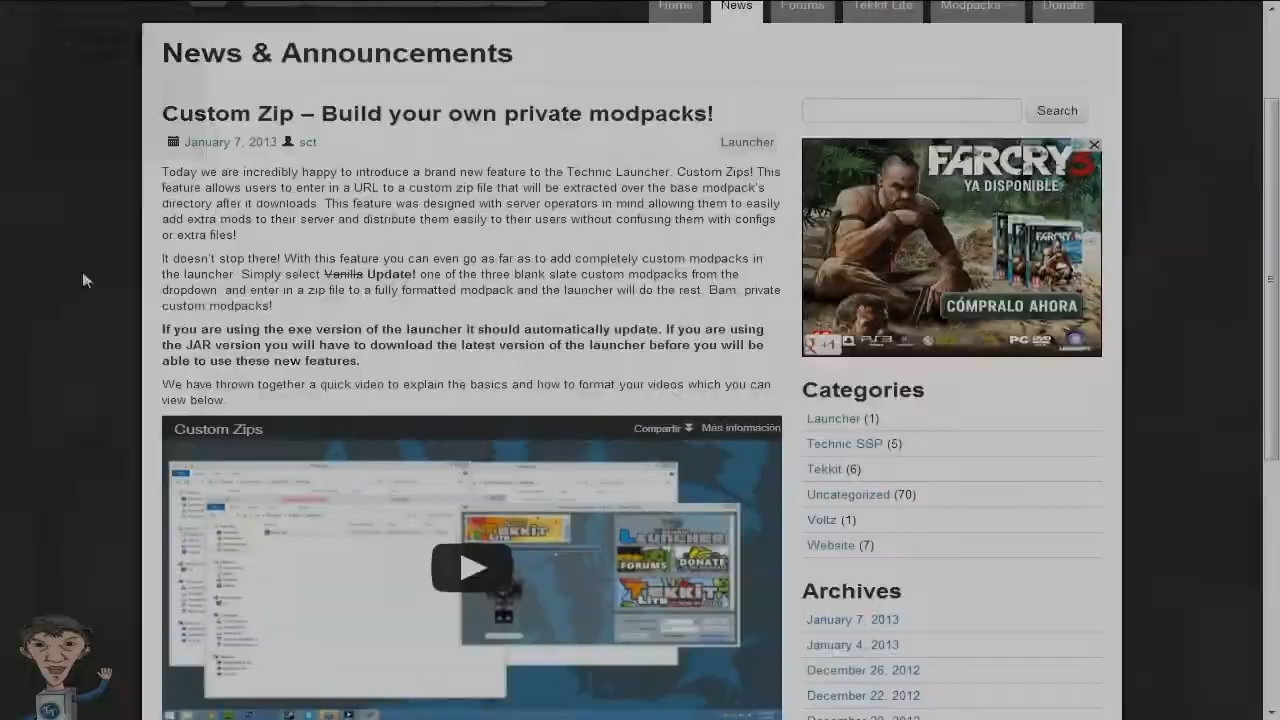 Home
News
Forums
Tekkit Lite
Modpacks
Donate
News & Announcements
Custom Zip – Build your own private modpacks!
January 7, 2013 sct
Launcher
Today we are incredibly happy to introduce a brand new feature to the Technic Launcher. Custom Zips! This
feature allows users to enter in a URL to a custom zip file that will be extracted over the base modpack's
directory after it downloads. This feature was designed with server operators in mind allowing them to easily
add extra mods to their server and distribute them easily to their users without confusing them with configs
or extra files!
It doesn't stop there! With this feature you can even go as far as to add completely custom modpacks in
the launcher. Simply select Vanilla Update! one of the three blank slate custom modpacks from the
dropdown and enter in a zip file to a fully formatted modpack and the launcher will do the rest. Bam private
custom modpacks!
If you are using the exe version of the launcher it should automatically update. If you are using
the JAR version you will have to download the latest version of the launcher before you will be
able to use these new features.
We have thrown together a quick video to explain the basics and how to format your videos which you can
view below.
Custom Zips
Compartir
Más información
TEKKIT
LAUNCHER
FORUMS
DONATE
TEKKIT
LITE
Search
FARCRY 3
YA DISPONIBLE
CÓMPRALO AHORA
+1
PS3
PC DVD
UBISOFT
Categories
Launcher (1)
Technic SSP (5)
Tekkit (6)
Uncategorized (70)
Voltz (1)
Website (7)
Archives
January 7, 2013
January 4, 2013
December 26, 2012
December 22, 2012